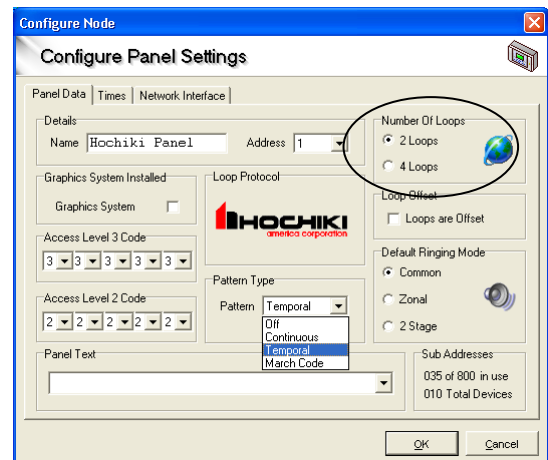 Configure Node
Configure Panel Settings
Panel Data Times Network Interface
Details
Name Hochiki Panel Address 1
Number Of Loops
2 Loops
4 Loops
Graphics System Installed
Graphics System
Loop Protocol
HOCHIKI
america corporation
Loop Offset
Loops are Offset
Access Level 3 Code
3 3 3 3 3
Default Ringing Mode
Common
Zonal
2 Stage
Pattern Type
Pattern Temporal
Off
Continuous
Temporal
March Code
Access Level 2 Code
2 2 2 2 2
Panel Text
Sub Addresses
035 of 800 in use
010 Total Devices
OK Cancel